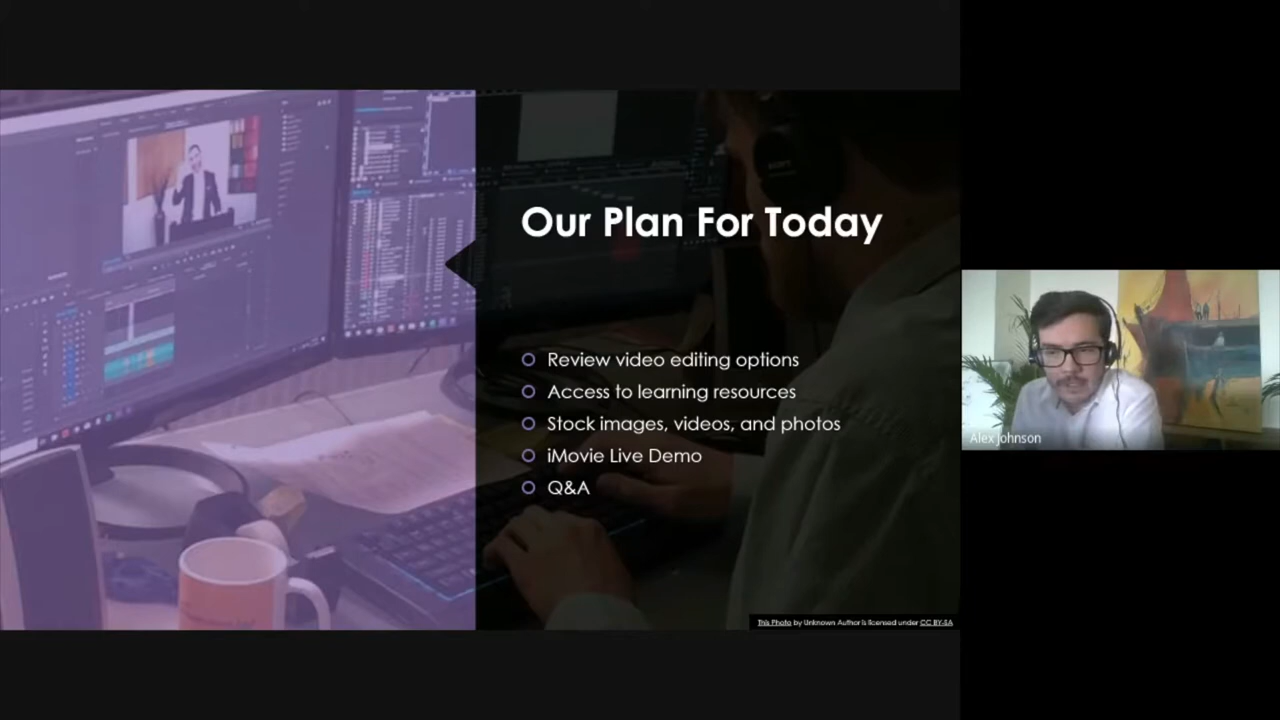 Our Plan For Today
Review video editing options
Access to learning resources
Stock images, videos, and photos
iMovie Live Demo
Q&A
This Photo by Unknown Author is licensed under CC BY-SA
Alex Johnson